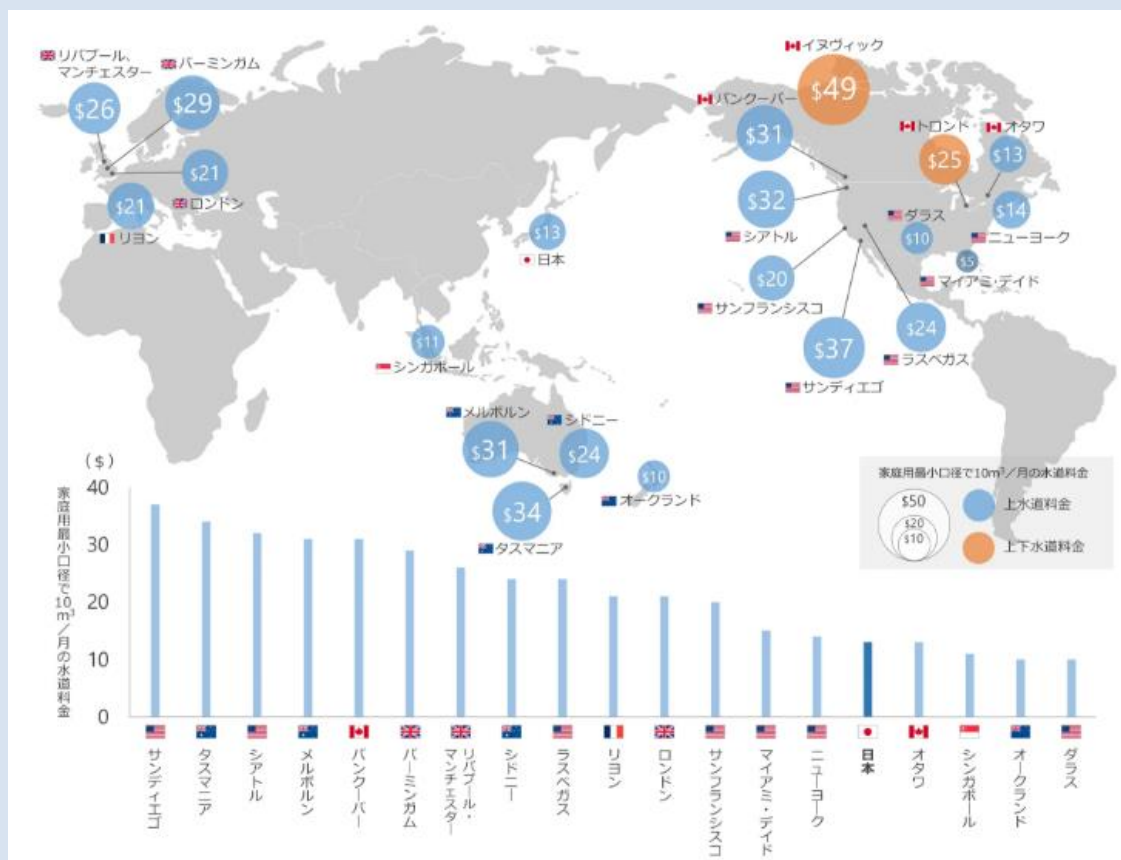 リバプール、
マンチェスター
バーミンガム
$26
$29
$21
ロンドン
$21
リヨン
$13
日本
$11
シンガポール
メルボルン
$31
シドニー
$24
$34
タスマニア
$10
オークランド
イヌヴィック
$49
バンクーバー
$31
トロンド
$25
オタワ
$13
$32
シアトル
ダラス
$10
$14
ニューヨーク
$5
マイアミ・デイド
$20
サンフランシスコ
$24
ラスベガス
$37
サンディエゴ
家庭用最小口径で10m³／月の水道料金
$50
$20
$10
上水道料金
上下水道料金
($)
家庭用最小口径で10m³／月の水道料金
40
30
20
10
0
サンディエゴ
タスマニア
シアトル
メルボルン
バンクーバー
バーミンガム
リバプール・
マンチェスター
シドニー
ラスベガス
リヨン
ロンドン
サンフランシスコ
マイアミ・デイド
ニューヨーク
日本
オタワ
シンガポール
オークランド
ダラス